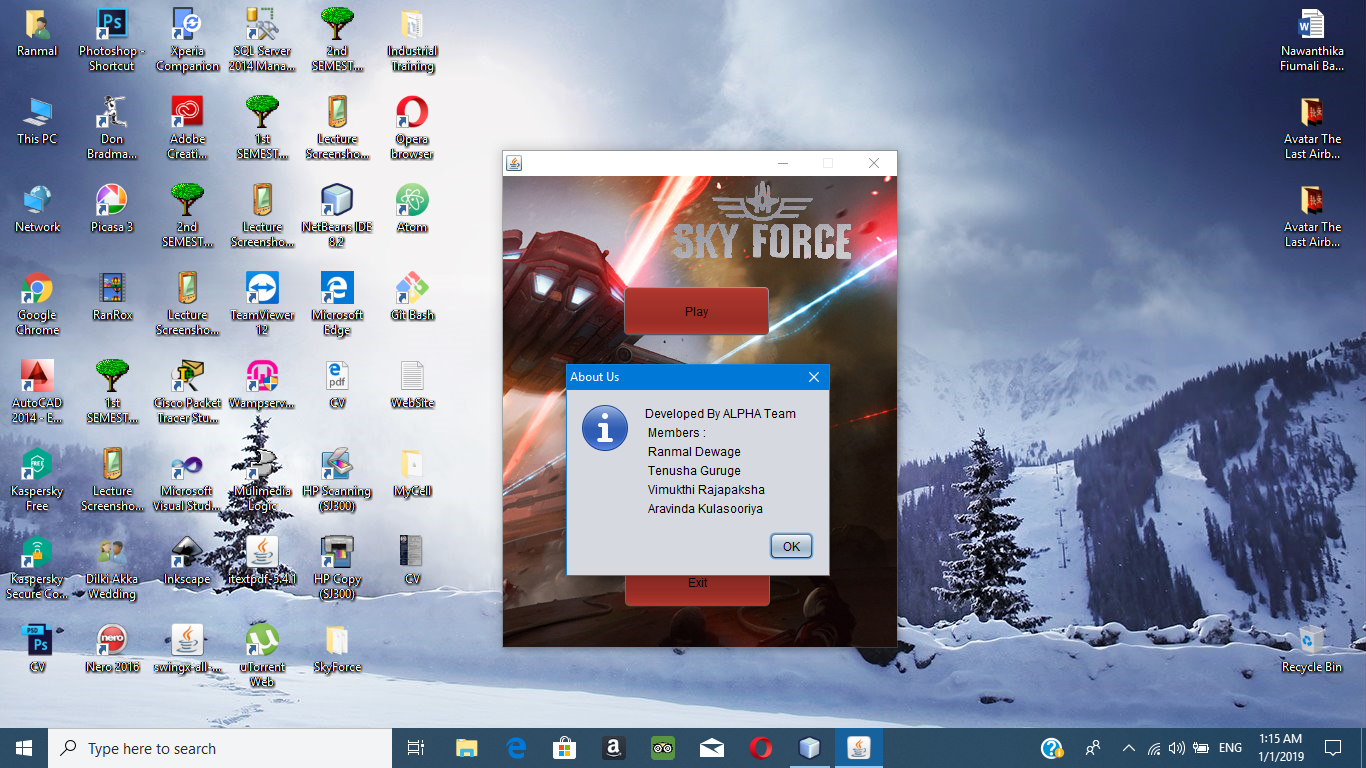 Ranmal
Photoshop - Shortcut
Xperia Companion
SQL Server 2014 Mana...
2nd SEMEST...
Industrial Training
Nawanthika Fiumali Ba...
This PC
Don Bradma...
Adobe Creati...
1st SEMEST...
Lecture Screensho...
Opera browser
Avatar The Last Airb...
Network
Picasa 3
2nd SEMEST...
Lecture Screensho...
NetBeans IDE 8.2
Atom
Avatar The Last Airb...
Google Chrome
RanRox
Lecture Screensho...
TeamViewer 12
Microsoft Edge
Git Bash
AutoCAD 2014 - E...
1st SEMEST...
Cisco Packet Tracer Stu...
Wampserv...
CV
WebSite
Kaspersky Free
Lecture Screensho...
Microsoft Visual Stud...
Mulimedia Logic
HP Scanning (SJ300)
MyCell
Kaspersky Secure Co...
Dilki Akka Wedding
Inkscape
itextpdf-5.4.1
HP Copy (SJ300)
CV
CV
Nero 2016
swingx-all-...
uTorrent Web
SkyForce
Recycle Bin
SKY FORCE
Play
About Us
Developed By ALPHA Team
Members :
Ranmal Dewage
Tenusha Guruge
Vimukthi Rajapaksha
Aravinda Kulasooriya
OK
Exit
Type here to search
ENG
1:15 AM
1/1/2019